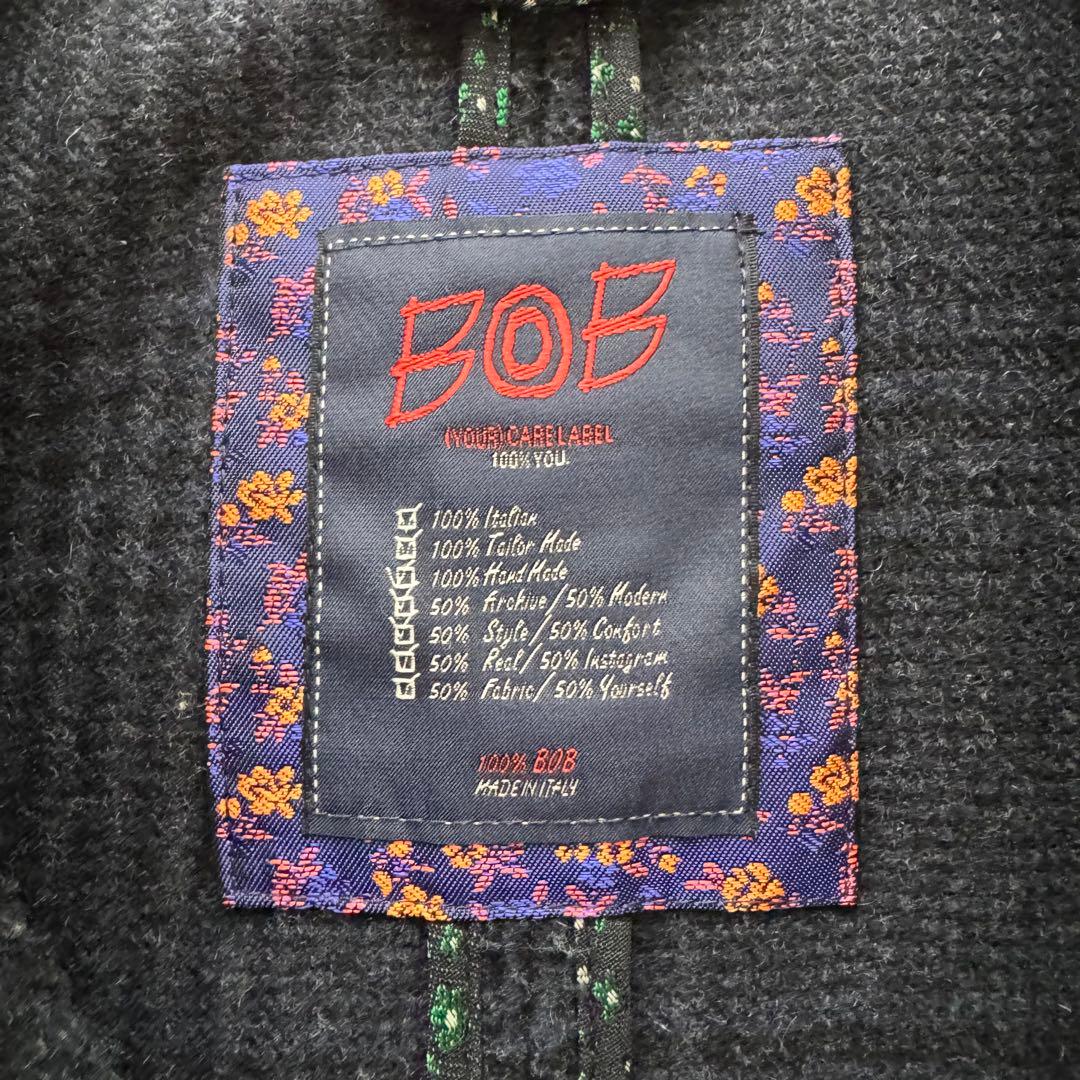 BOB
(YOUR) CARE LABEL
100% YOU.
100% Italian
100% Tailor Made
100% Hand Made
50% Archive / 50% Modern
50% Style / 50% Confort
50% Real / 50% Instagram
50% Fabric / 50% Yourself
100% BOB
MADE IN ITALY